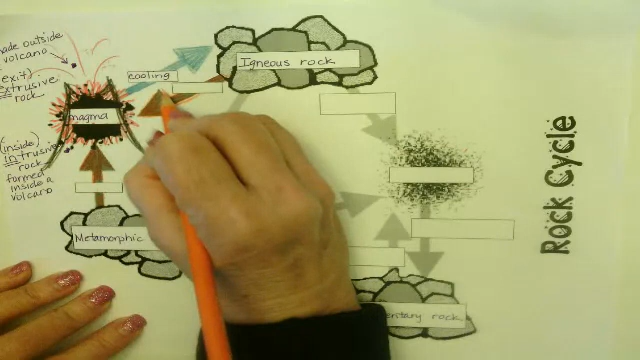 made outside
volcano
(exit)
extrusive
rock
cooling
Igneous rock
magma
(inside)
intrusive
rock
formed
inside a
volcano
Metamorphic
entary rock
Rock Cycle